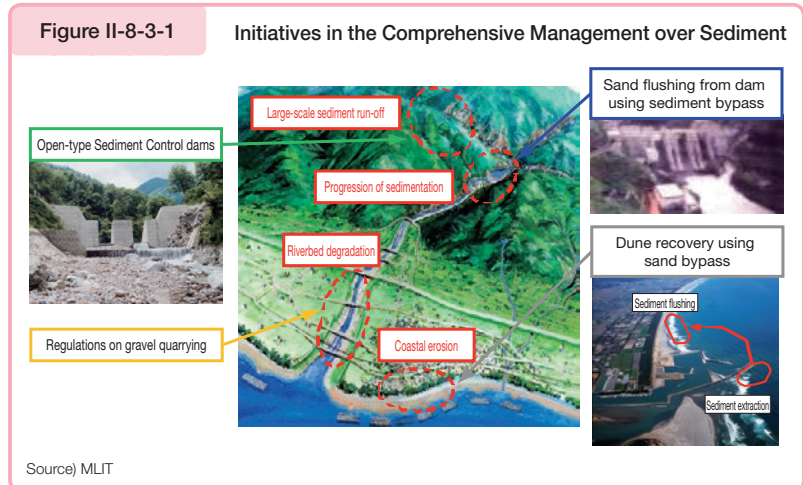 Figure II-8-3-1
Initiatives in the Comprehensive Management over Sediment
Large-scale sediment run-off
Sand flushing from dam
using sediment bypass
Open-type Sediment Control dams
Progression of sedimentation
Riverbed degradation
Dune recovery using
sand bypass
Sediment flushing
Regulations on gravel quarrying
Coastal erosion
Sediment extraction
Source) MLIT